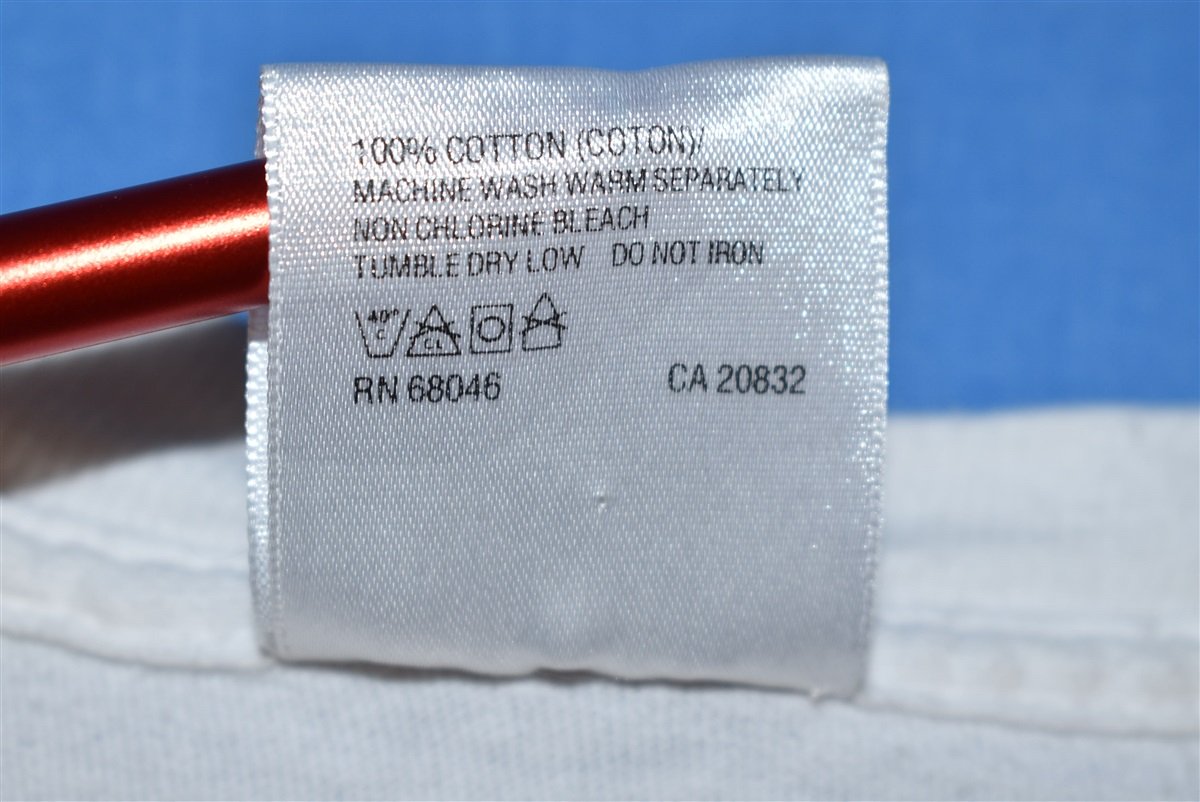 100% COTTON (COTON)/
MACHINE WASH WARM SEPARATELY
NON CHLORINE BLEACH
TUMBLE DRY LOW DO NOT IRON
40° C CL
RN 68046 CA 20832